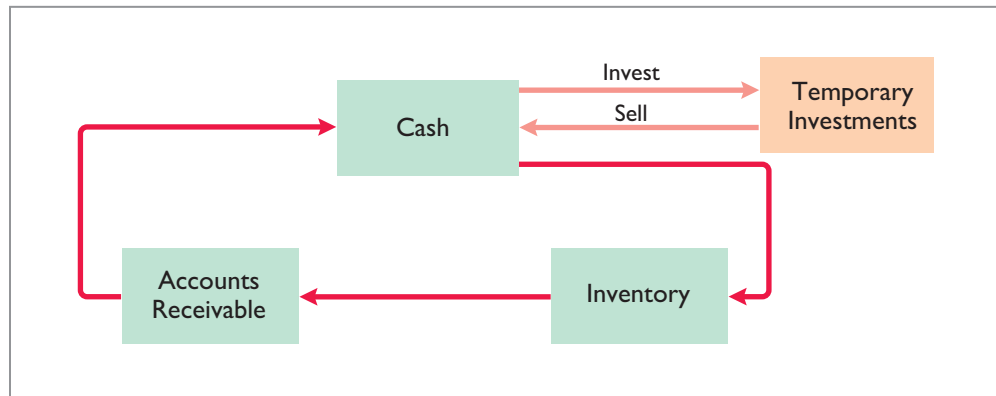 Invest
Temporary
Investments
Cash
Sell
Accounts
Receivable
Inventory